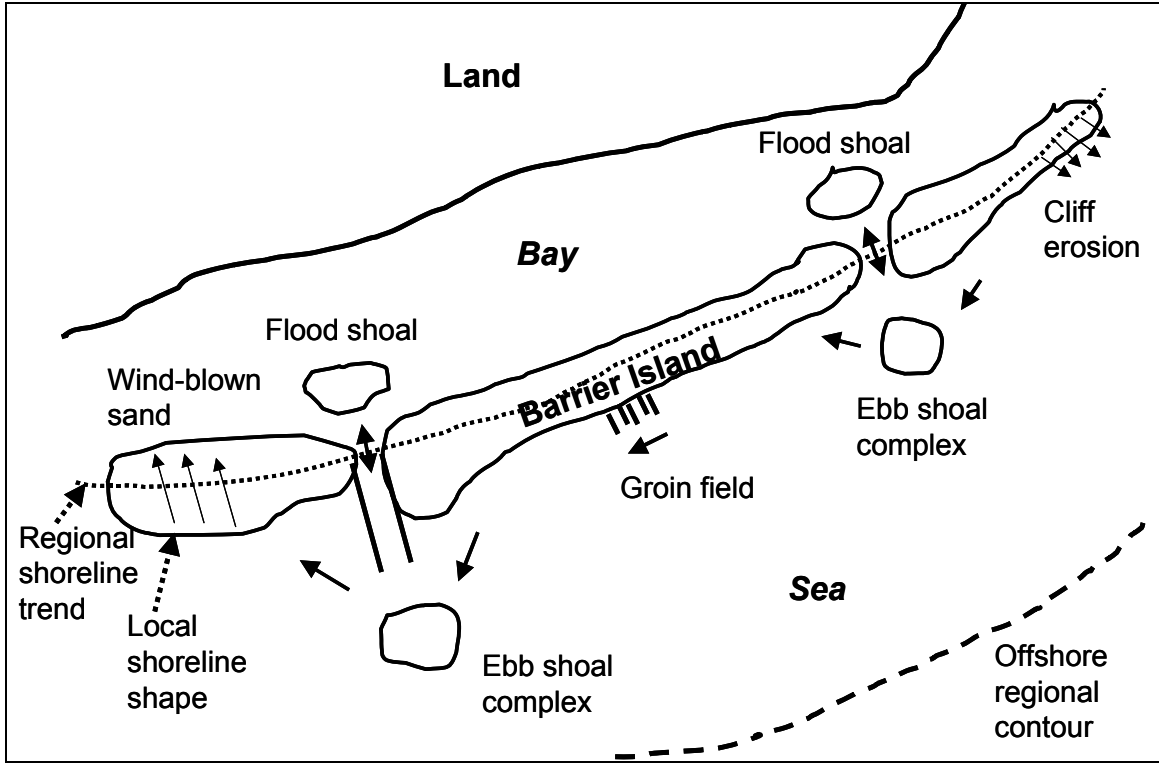 Land
Flood shoal
Cliff
erosion
Bay
Flood shoal
Wind-blown
sand
Barrier Island
Ebb shoal
complex
Groin field
Regional
shoreline
trend
Sea
Local
shoreline
shape
Ebb shoal
complex
Offshore
regional
contour